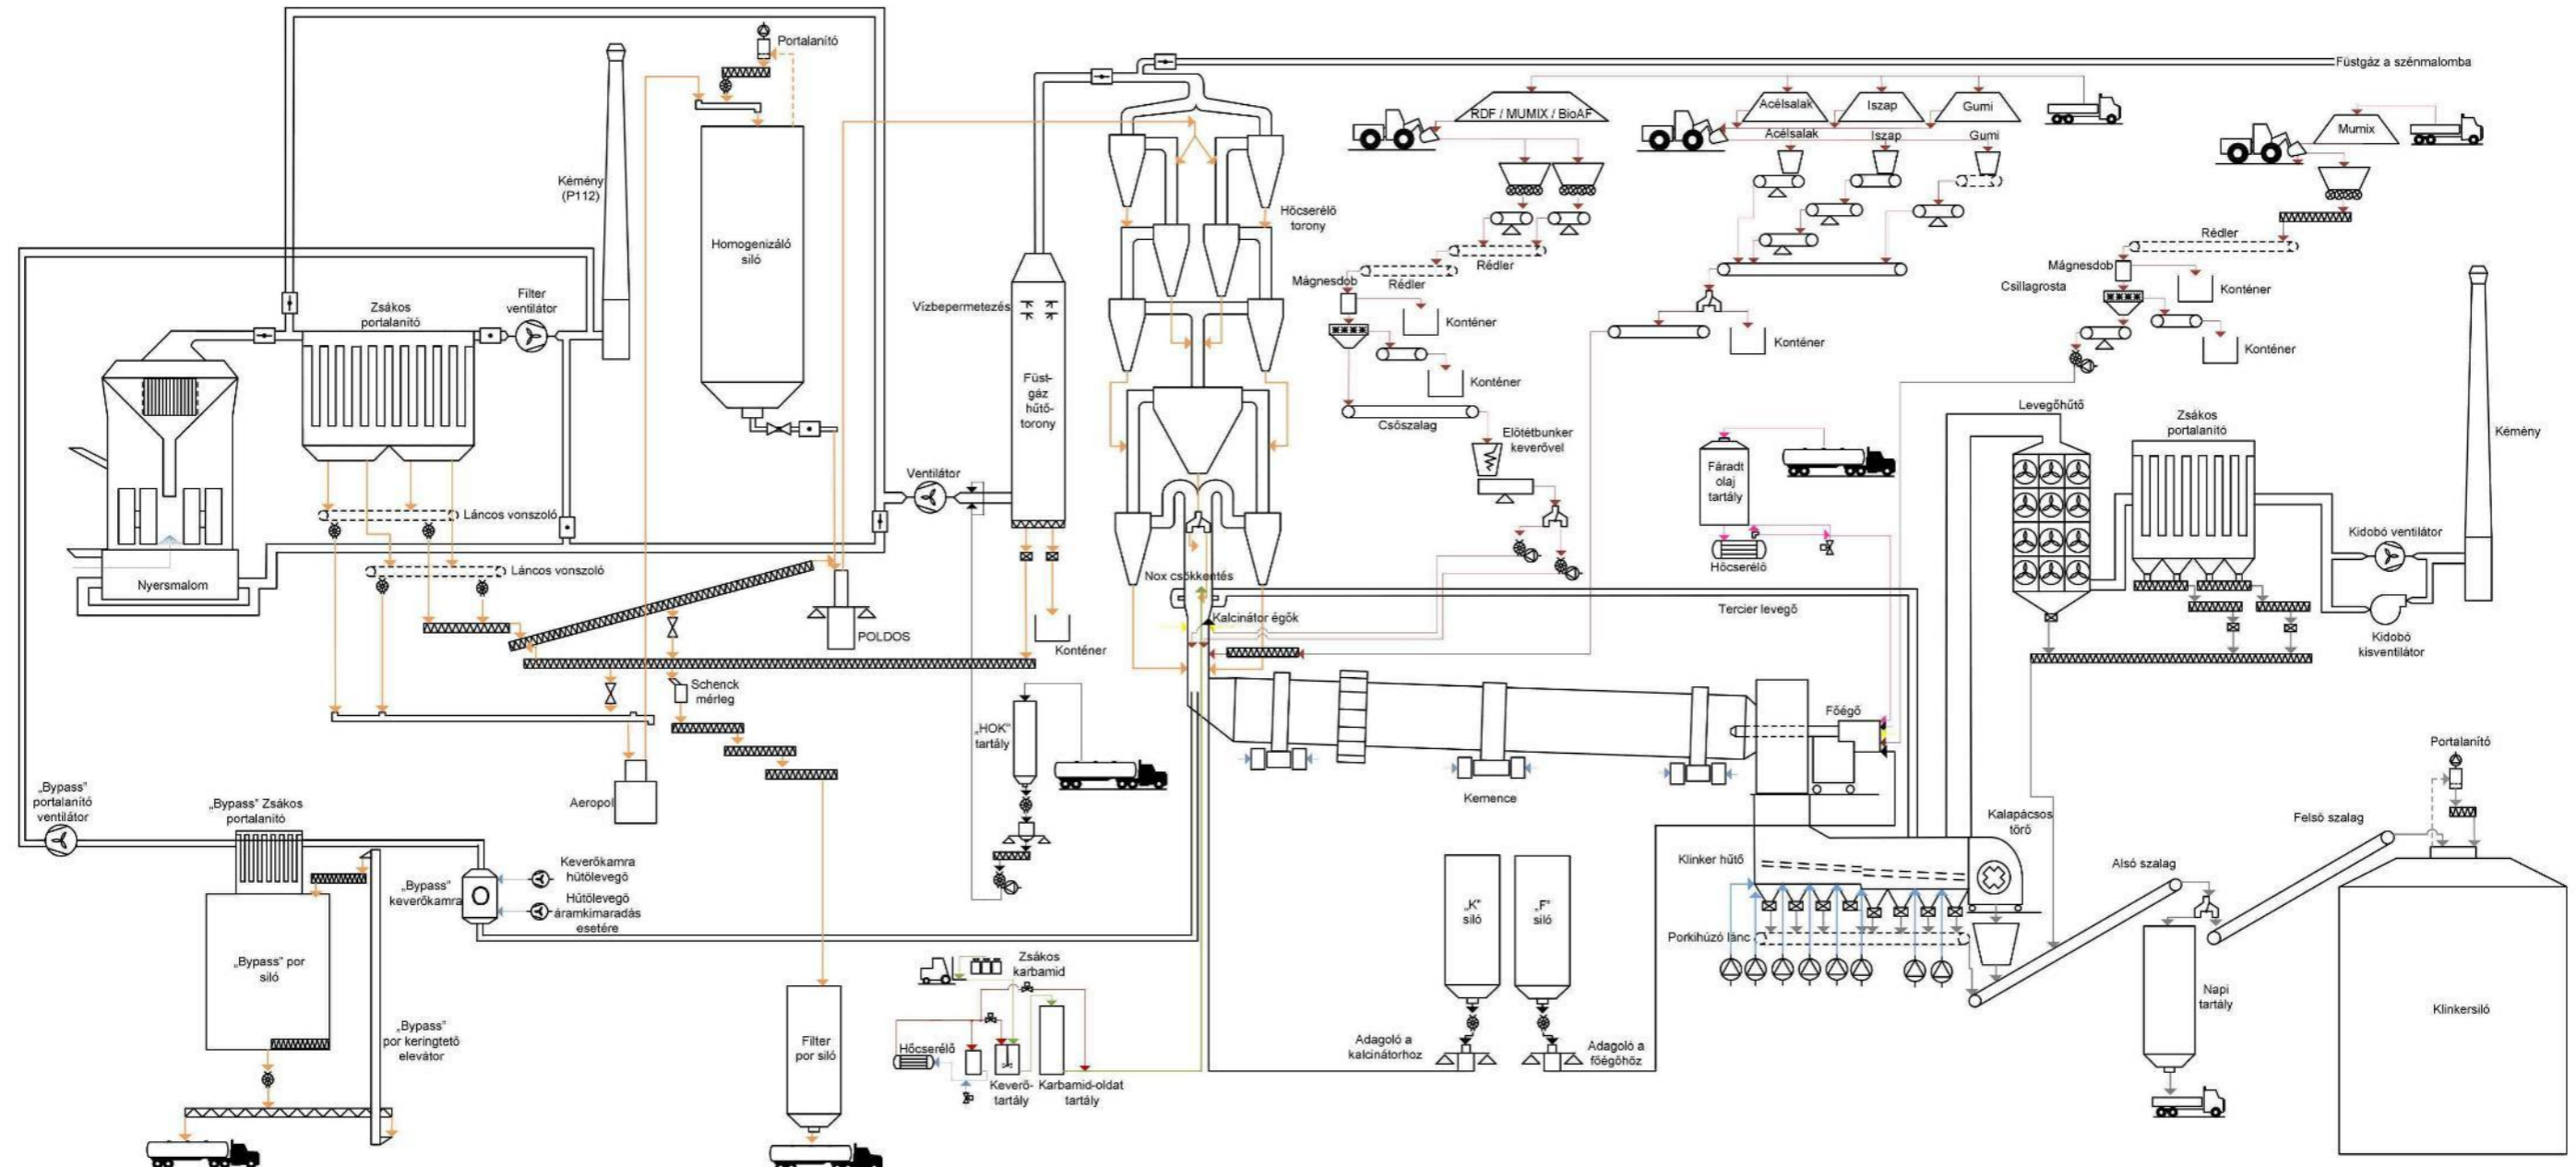 Portalanító
Füstgáz a szénmalomba
RDF / MUMIX / BioAF
Acélsalak
Iszap
Gumi
Acélsalak
Iszap
Gumi
Mumix
Kémény
(P112)
Hőcserélő
torony
Homogenizáló
siló
Rédler
Rédler
Rédler
Mágnesdob
Mágnesdob
Csillagrosta
Konténer
Konténer
Konténer
Konténer
Konténer
Konténer
Filter
ventilátor
Zsákos
portalanító
Vízbepermetezés
Füst-
gáz
hűtő-
torony
Csőszalag
Előtétbunker
keverővel
Levegőhűtő
Zsákos
portalanító
Kémény
Fáradt
olaj
tartály
Hőcserélő
Ventilátor
Láncos vonszoló
Láncos vonszoló
Nyersmalom
Kidobó ventilátor
Kidobó
kisventilátor
Nox csökkentés
Kalcinátor égők
Tercier levegő
POLDOS
Schenck
mérleg
„HOK"
tartály
Főégő
Kemence
Portalanító
Aeropol
„Bypass"
portalanító
ventilátor
„Bypass" Zsákos
portalanító
Kalapácsos
törő
Felső szalag
Alsó szalag
Klinker hűtő
Keverőkamra
hűtőlevegő
„Bypass"
keverőkamra
Hűtőlevegő
áramkimaradás
esetére
„K"
siló
„F"
siló
Porkihúzó lánc
„Bypass" por
siló
Zsákos
karbamid
Napi
tartály
Klinkersiló
„Bypass"
por keringtető
elevátor
Filter
por siló
Hőcserélő
Keverő-
tartály
Karbamid-oldat
tartály
Adagoló a
kalcinátorhoz
Adagoló a
főégőhöz